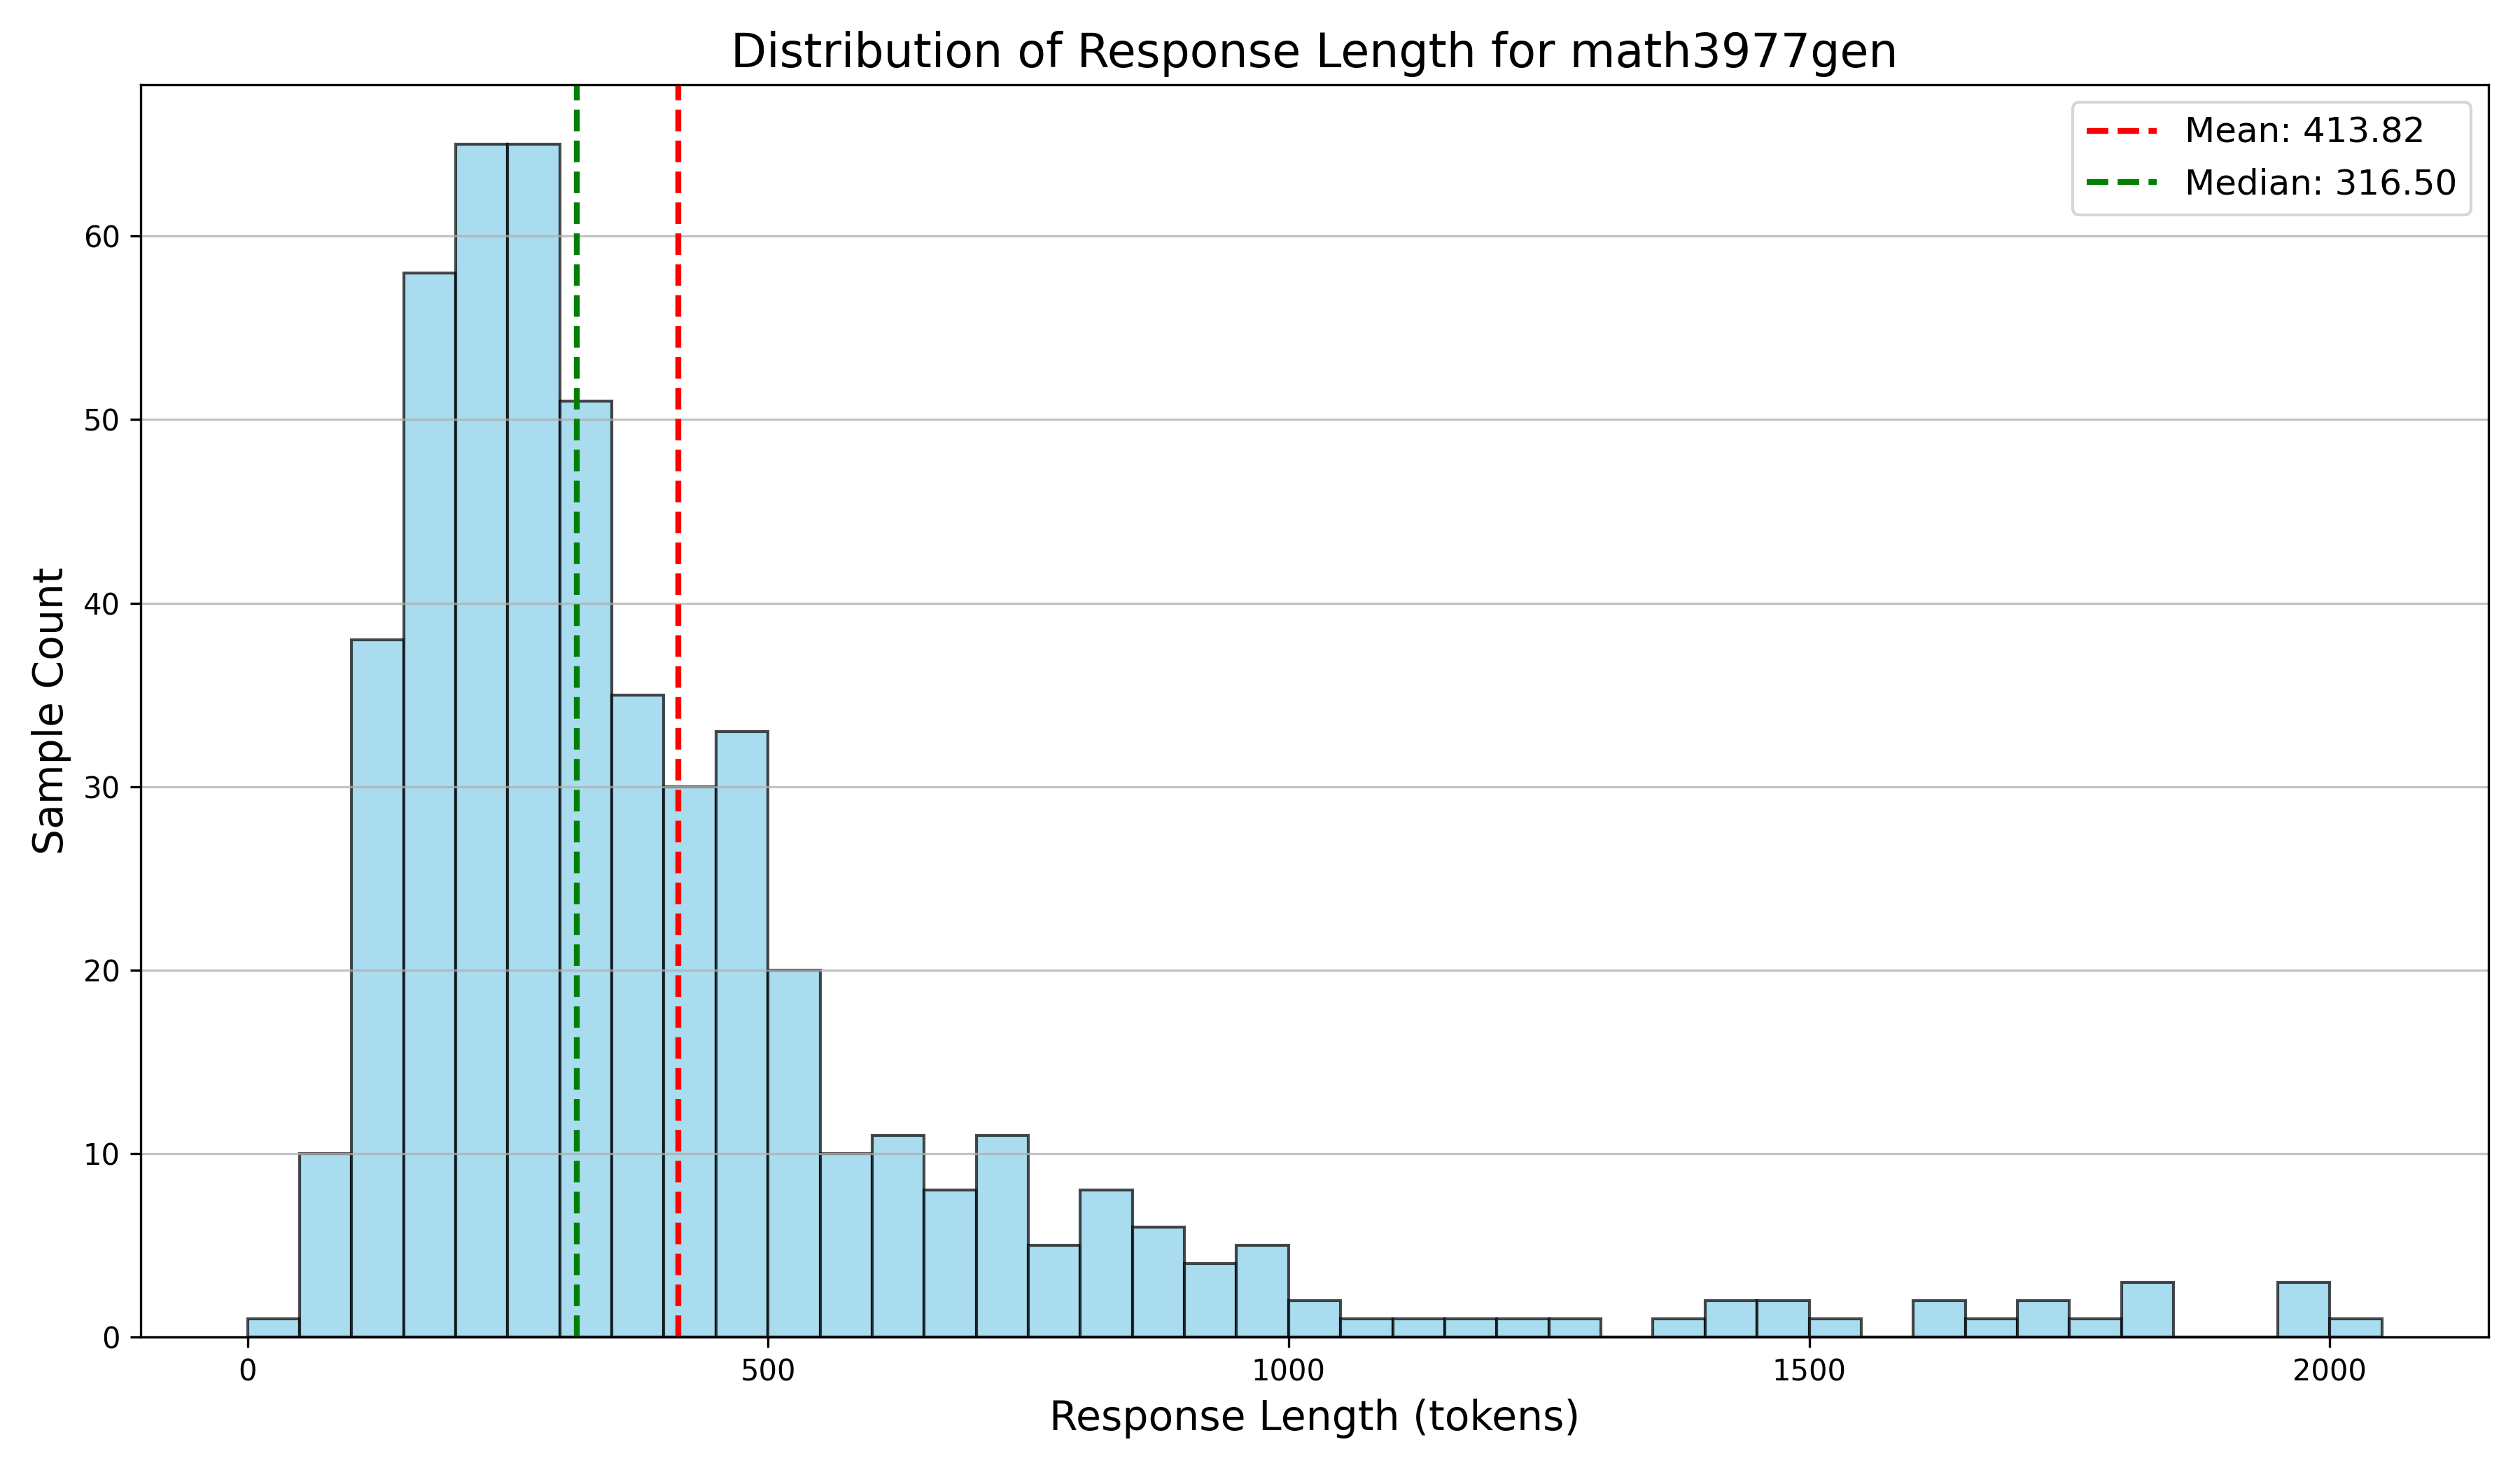 Distribution of Response Length for math3977gen
Mean: 413.82
Median: 316.50
Sample Count
60
50
40
30
20
10
0
0 500 1000 1500 2000
Response Length (tokens)